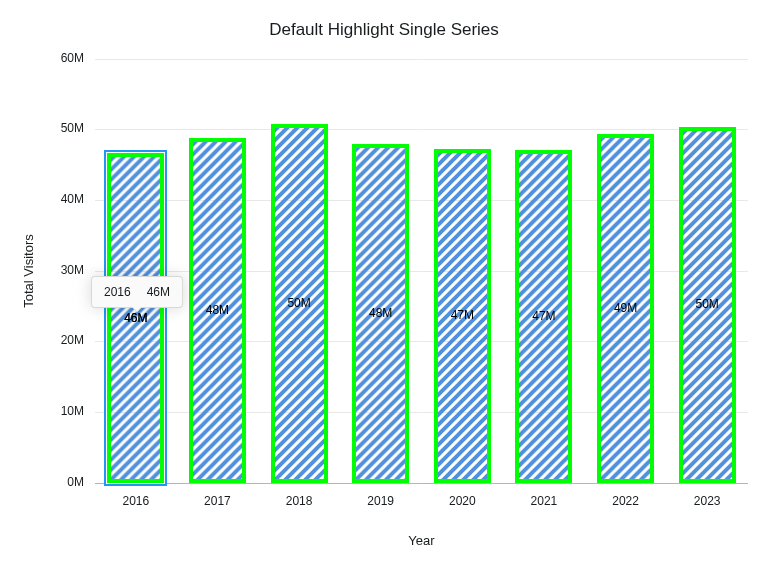 Default Highlight Single Series
60M
50M
40M
30M
20M
10M
0M
Total Visitors
2016 46M
46M
48M
50M
48M
47M
47M
49M
50M
2016
2017
2018
2019
2020
2021
2022
2023
Year